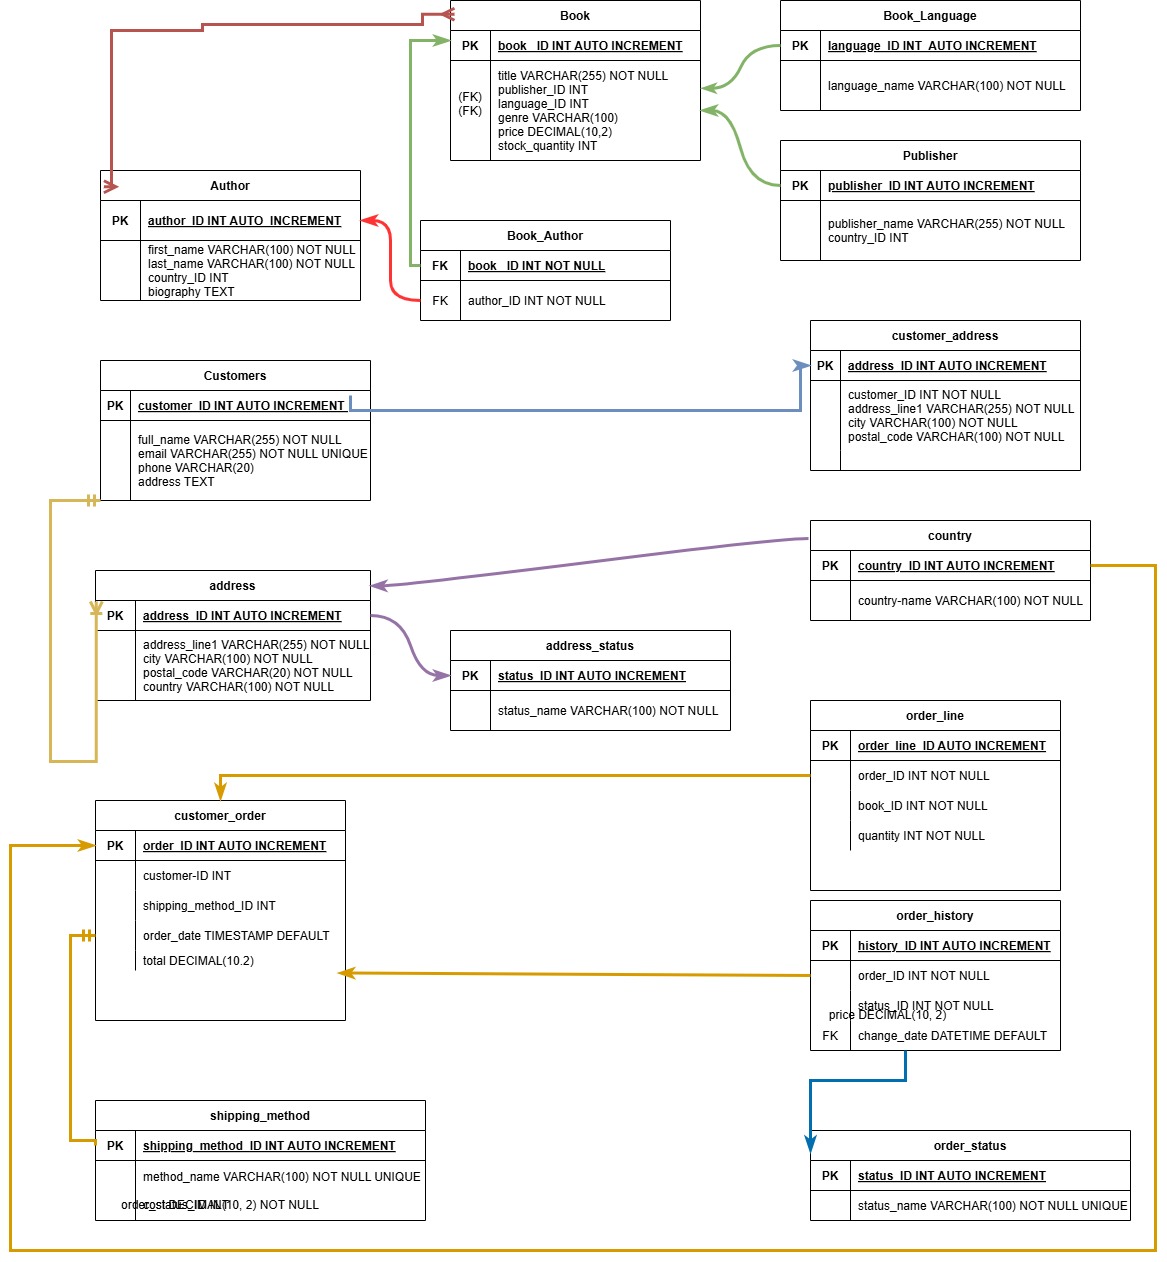 Book
PK book_ID INT AUTO INCREMENT
title VARCHAR(255) NOT NULL
publisher_ID INT
(FK) language_ID INT
(FK) genre VARCHAR(100)
price DECIMAL(10,2)
stock_quantity INT
Book_Language
PK language_ID INT AUTO INCREMENT
language_name VARCHAR(100) NOT NULL
Publisher
PK publisher_ID INT AUTO INCREMENT
publisher_name VARCHAR(255) NOT NULL
country_ID INT
Author
PK author_ID INT AUTO INCREMENT
first_name VARCHAR(100) NOT NULL
last_name VARCHAR(100) NOT NULL
country_ID INT
biography TEXT
Book_Author
FK book_ID INT NOT NULL
FK author_ID INT NOT NULL
customer_address
PK address_ID INT AUTO INCREMENT
customer_ID INT NOT NULL
address_line1 VARCHAR(255) NOT NULL
city VARCHAR(100) NOT NULL
postal_code VARCHAR(100) NOT NULL
Customers
PK customer_ID INT AUTO INCREMENT
full_name VARCHAR(255) NOT NULL
email VARCHAR(255) NOT NULL UNIQUE
phone VARCHAR(20)
address TEXT
country
PK country_ID INT AUTO INCREMENT
country-name VARCHAR(100) NOT NULL
address
PK address_ID INT AUTO INCREMENT
address_line1 VARCHAR(255) NOT NULL
city VARCHAR(100) NOT NULL
postal_code VARCHAR(20) NOT NULL
country VARCHAR(100) NOT NULL
address_status
PK status_ID INT AUTO INCREMENT
status_name VARCHAR(100) NOT NULL
order_line
PK order_line_ID AUTO INCREMENT
order_ID INT NOT NULL
book_ID INT NOT NULL
quantity INT NOT NULL
customer_order
PK order_ID INT AUTO INCREMENT
customer-ID INT
shipping_method_ID INT
order_date TIMESTAMP DEFAULT
total DECIMAL(10.2)
order_history
PK history_ID INT AUTO INCREMENT
order_ID INT NOT NULL
status_ID INT NOT NULL
price DECIMAL(10, 2)
FK change_date DATETIME DEFAULT
shipping_method
PK shipping_method_ID INT AUTO INCREMENT
method_name VARCHAR(100) NOT NULL UNIQUE
order_status_ID INT
cost DECIMAL(10, 2) NOT NULL
order_status
PK status_ID INT AUTO INCREMENT
status_name VARCHAR(100) NOT NULL UNIQUE